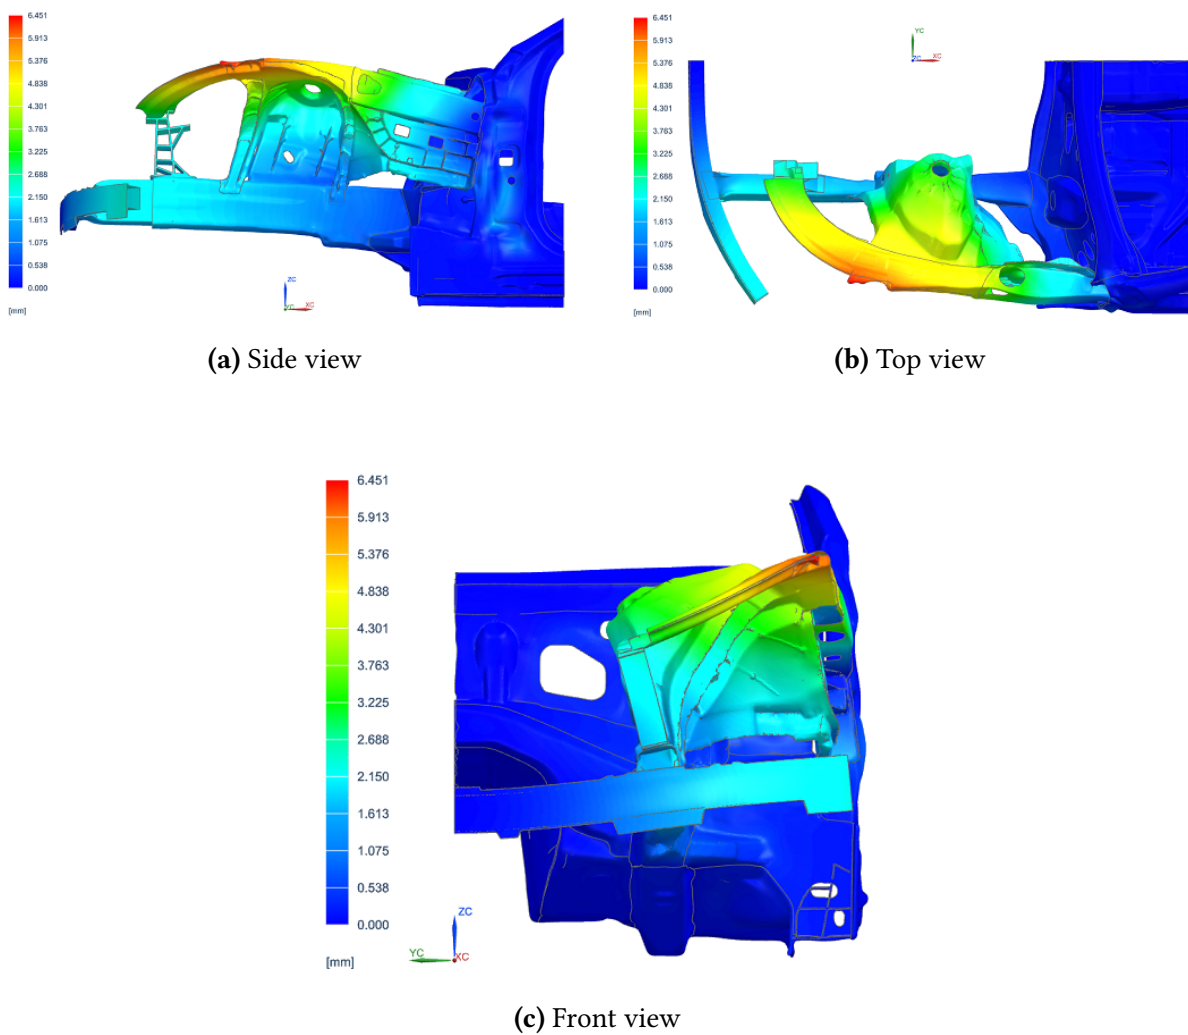 6.451
5.913
5.376
4.838
4.301
3.763
3.225
2.688
2.150
1.613
1.075
0.538
0.000
[mm]
ZC
YC
XC
(a) Side view
6.451
5.913
5.376
4.838
4.301
3.763
3.225
2.688
2.150
1.613
1.075
0.538
0.000
[mm]
YC
ZC
XC
(b) Top view
6.451
5.913
5.376
4.838
4.301
3.763
3.225
2.688
2.150
1.613
1.075
0.538
0.000
[mm]
ZC
YC
XC
(c) Front view